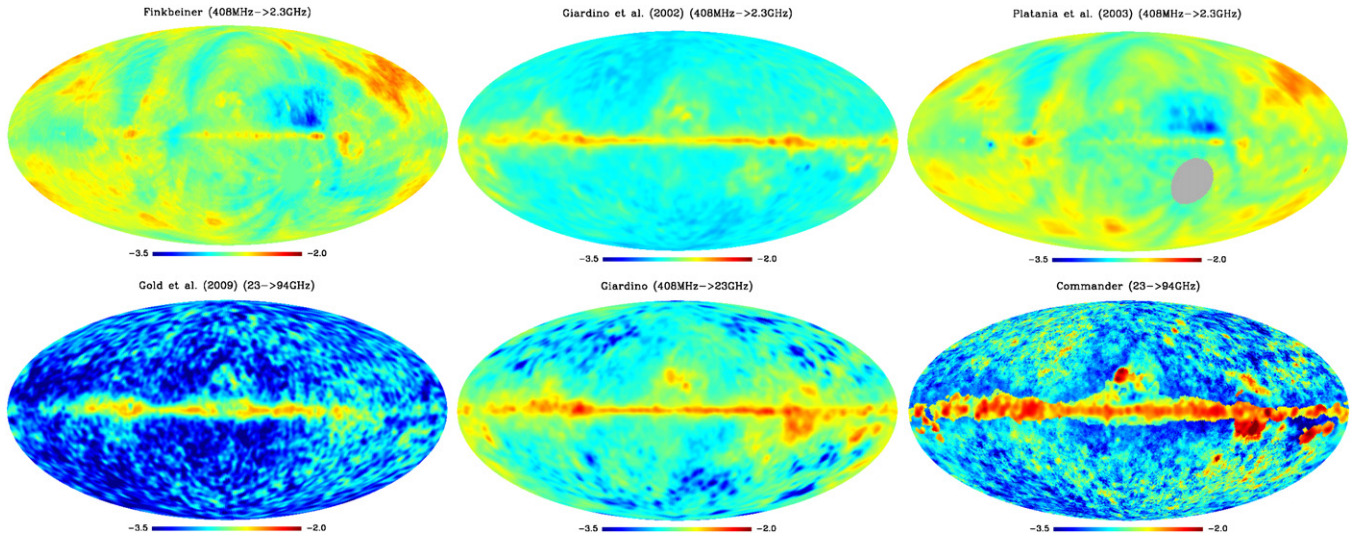 Finkbeiner (408MHz->2.3GHz)
Giardino et al. (2002) (408MHz->2.3GHz)
Platania et al. (2003) (408MHz->2.3GHz)
-3.5 -2.0
-3.5 -2.0
-3.5 -2.0
Gold et al. (2009) (23->94GHz)
Giardino (408MHz->23GHz)
Commander (23->94GHz)
-3.5 -2.0
-3.5 -2.0
-3.5 -2.0